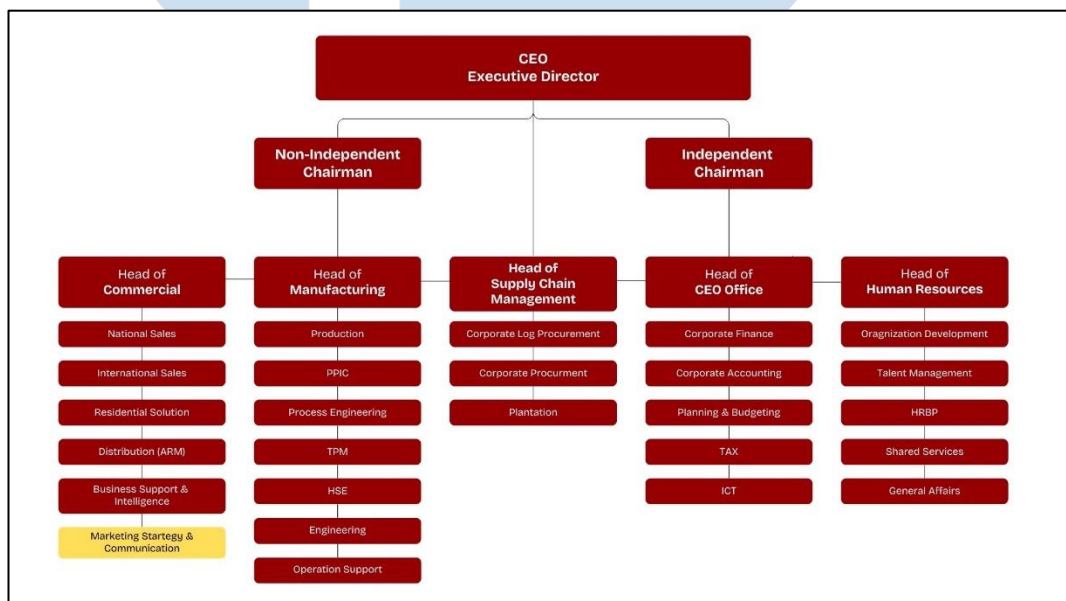 CEO
Executive Director
Non-Independent
Chairman
Independent
Chairman
Head of
Commercial
National Sales
International Sales
Residential Solution
Distribution (ARM)
Business Support &
Intelligence
Marketing Startegy &
Communication
Head of
Manufacturing
Production
PPIC
Process Engineering
TPM
HSE
Engineering
Operation Support
Head of
Supply Chain
Management
Corporate Log Procurement
Corporate Procurment
Plantation
Head of
CEO Office
Corporate Finance
Corporate Accounting
Planning & Budgeting
TAX
ICT
Head of
Human Resources
Oragnization Development
Talent Management
HRBP
Shared Services
General Affairs